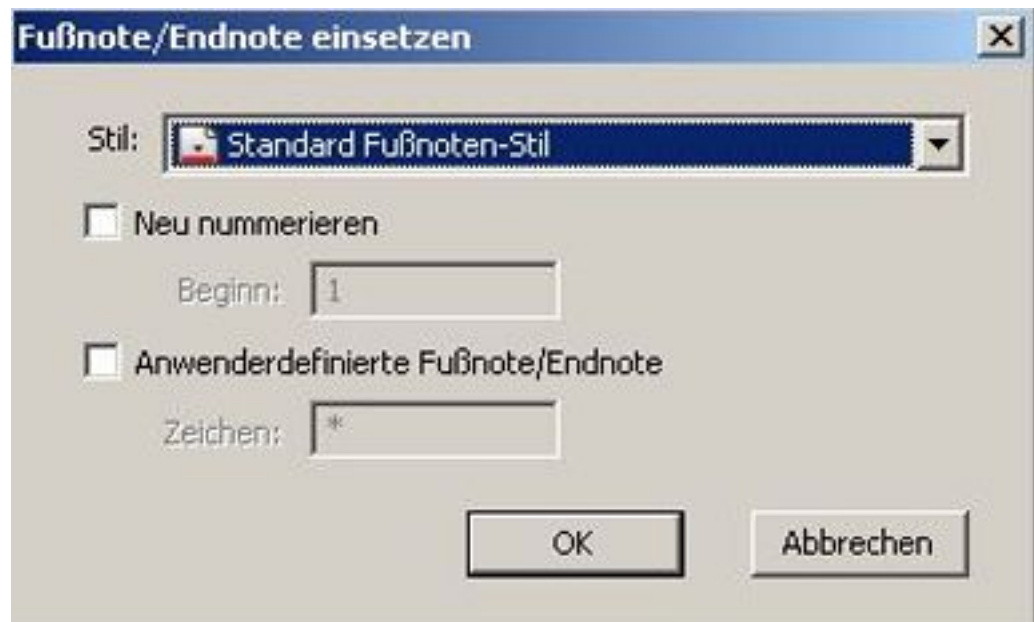 Fußnote/Endnote einsetzen
Stil: Standard Fußnoten-Stil
Neu nummerieren
Beginn: 1
Anwenderdefinierte Fußnote/Endnote
Zeichen: *
OK Abbrechen